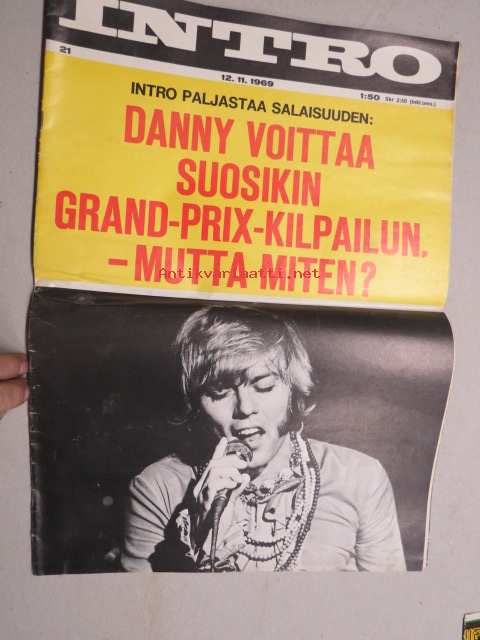 INTRO
21
12.11.1969
1:50 Skr 2:10 (inkl.oms.)
INTRO PALJASTAA SALAISUUDEN:
DANNY VOITTAA
SUOSIKIN
GRAND-PRIX-KILPAILUN.
– MUTTA MITEN?
Antikvariaatti.net